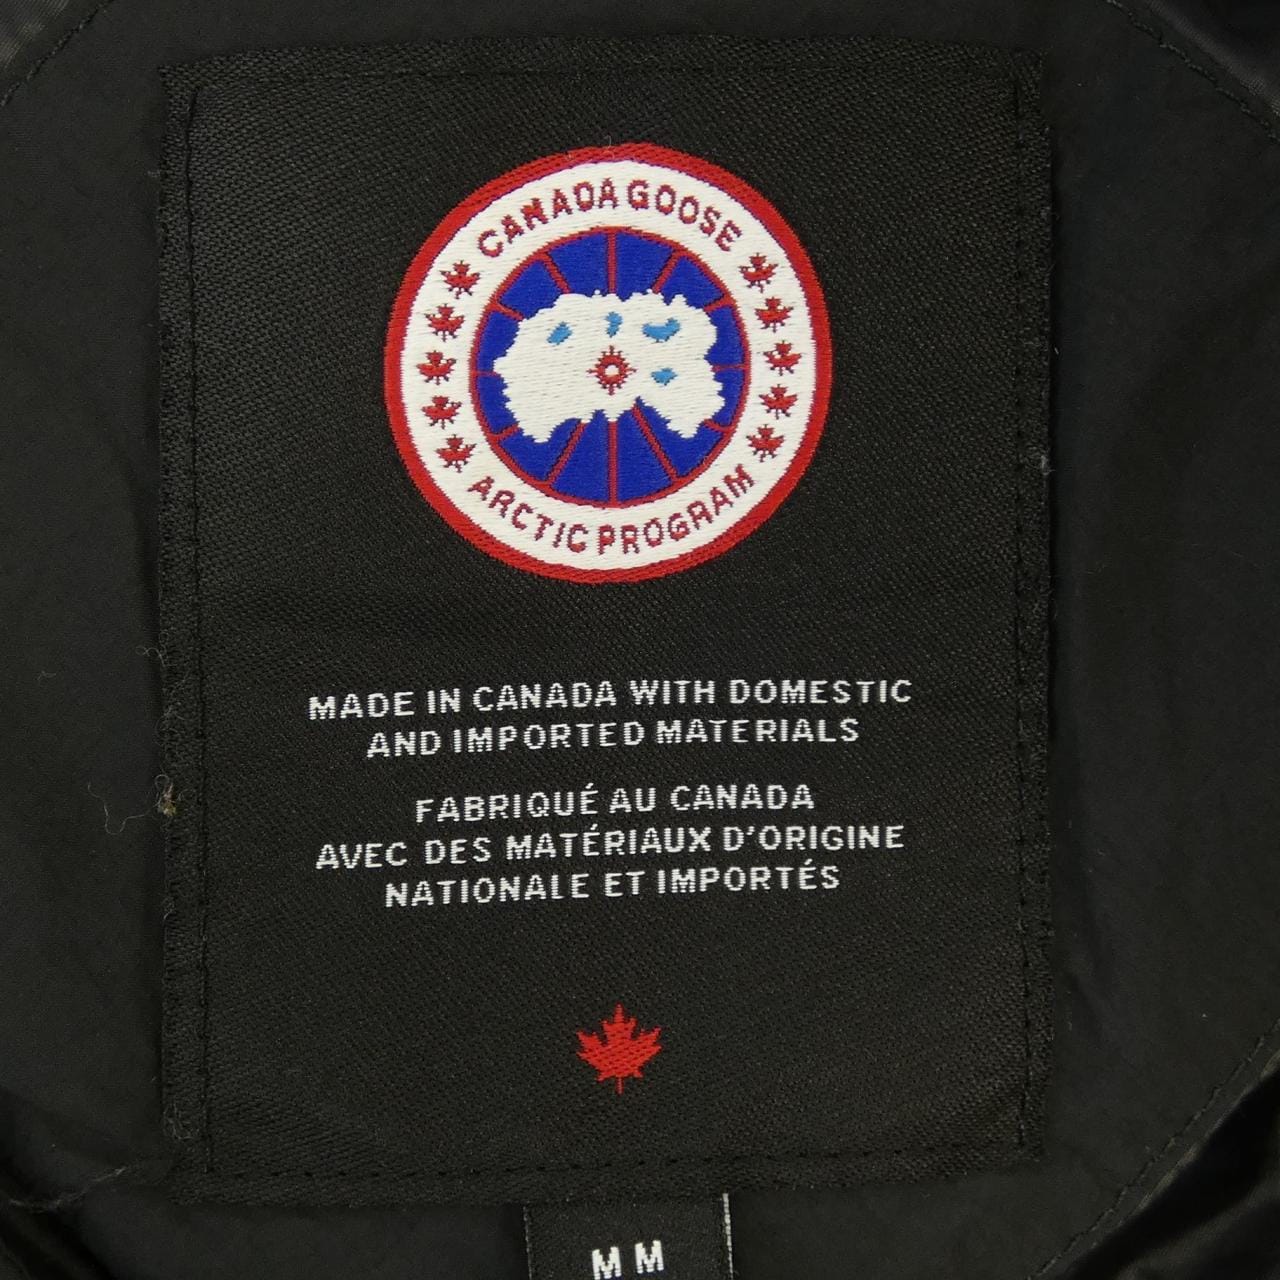 CANADA GOOSE
ARCTIC PROGRAM
MADE IN CANADA WITH DOMESTIC
AND IMPORTED MATERIALS
FABRIQUÉ AU CANADA
AVEC DES MATÉRIAUX D'ORIGINE
NATIONALE ET IMPORTÉS
M M